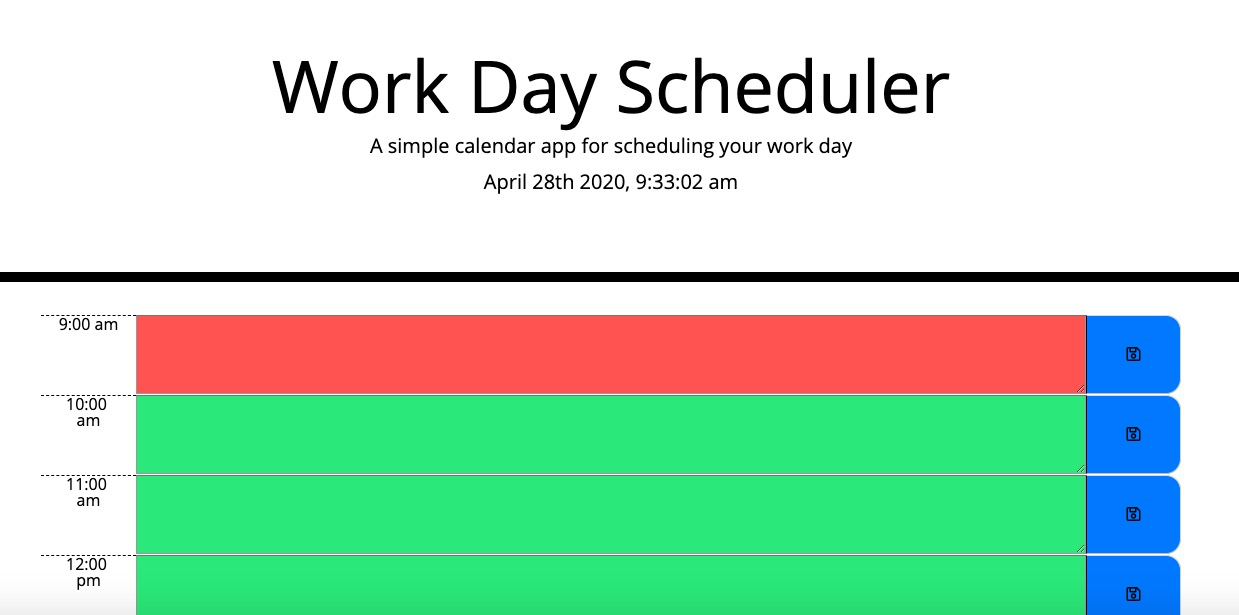 Work Day Scheduler
A simple calendar app for scheduling your work day
April 28th 2020, 9:33:02 am
9:00 am
10:00
am
11:00
am
12:00
pm